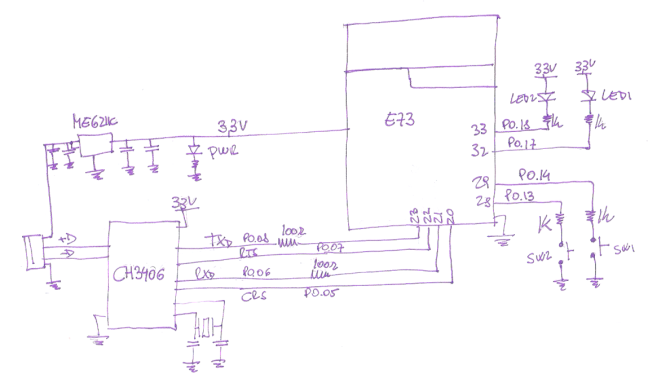 3.3V 3.3V
LED2 LED1
1k 1k
ME6211C
3,3V
PWR
E73
33 P0.18
32 P0.17
29 P0.14
28 P0.13
1K 1k
SW2 SW1
23 22 21 20
3.3V
+D
-D
CH340G
TXD P0.08 100Ω
RTS P0.07
RXD P0.06 100Ω
CTS P0.05